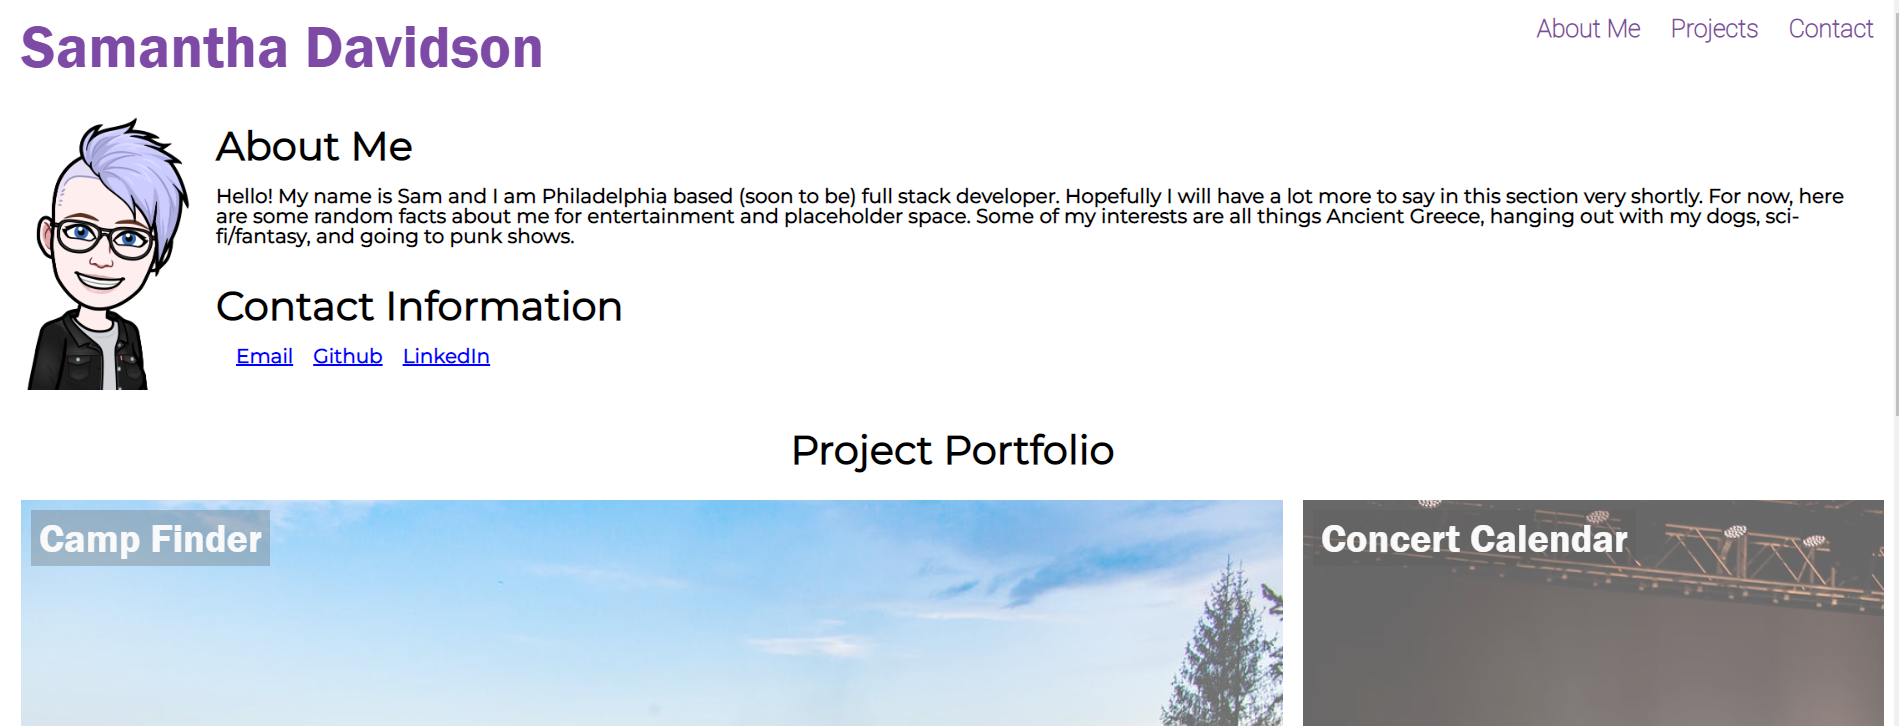 Samantha Davidson
About Me Projects Contact
About Me
Hello! My name is Sam and I am Philadelphia based (soon to be) full stack developer. Hopefully I will have a lot more to say in this section very shortly. For now, here
are some random facts about me for entertainment and placeholder space. Some of my interests are all things Ancient Greece, hanging out with my dogs, sci-
fi/fantasy, and going to punk shows.
Contact Information
Email Github LinkedIn
Project Portfolio
Camp Finder
Concert Calendar